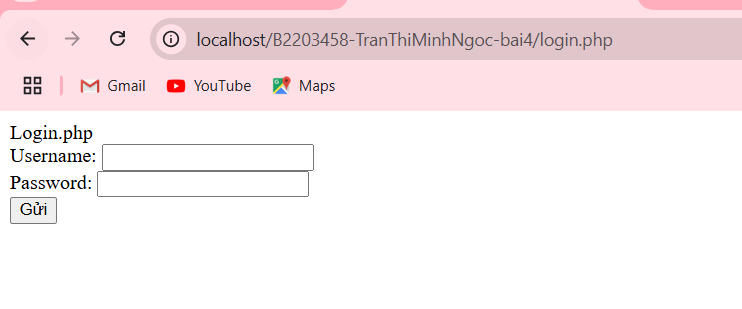 localhost/B2203458-TranThiMinhNgoc-bai4/login.php
Gmail YouTube Maps
Login.php
Username:
Password:
Gửi